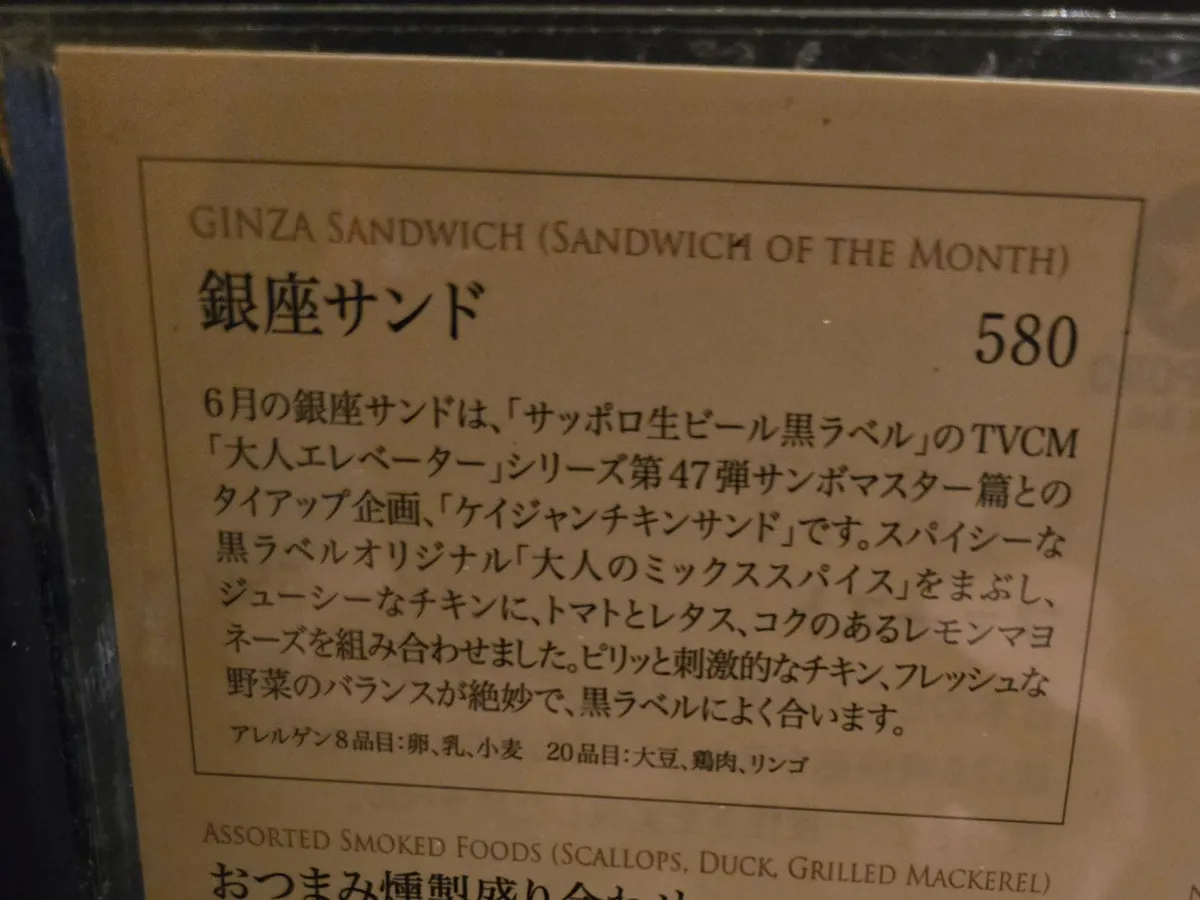 GINZA SANDWICH (SANDWICH OF THE MONTH)
銀座サンド
580
6月の銀座サンドは、「サッポロ生ビール黒ラベル」のTVCM
「大人エレベーター」シリーズ第47弾サンボマスター篇との
タイアップ企画、「ケイジャンチキンサンド」です。スパイシーな
黒ラベルオリジナル「大人のミックススパイス」をまぶし、
ジューシーなチキンに、トマトとレタス、コクのあるレモンマヨ
ネーズを組み合わせました。ピリッと刺激的なチキン、フレッシュな
野菜のバランスが絶妙で、黒ラベルによく合います。
アレルゲン8品目:卵、乳、小麦　20品目:大豆、鶏肉、リンゴ
ASSORTED SMOKED FOODS (SCALLOPS, DUCK, GRILLED MACKEREL)
おつまみ燻製盛り合わせ